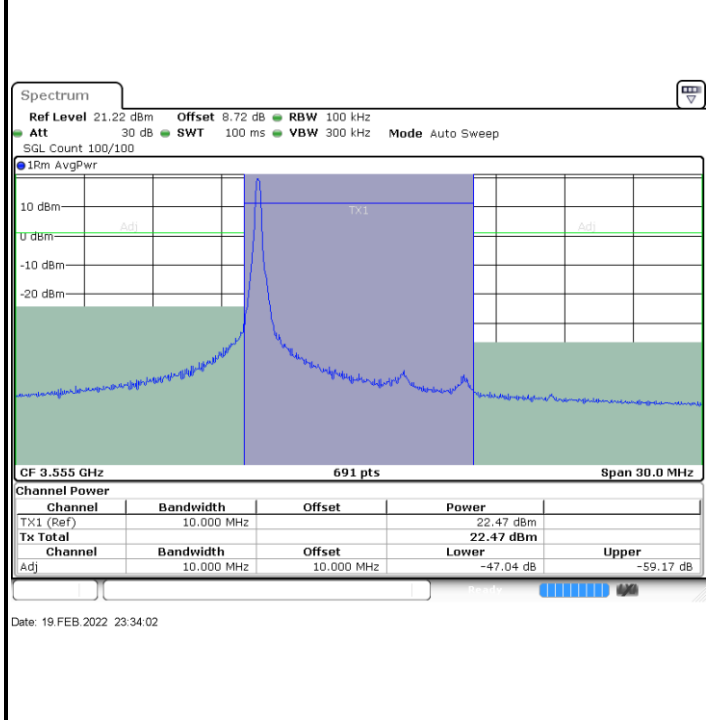 Spectrum
Ref Level 21.22 dBm Offset 8.72 dB RBW 100 kHz
Att 30 dB SWT 100 ms VBW 300 kHz Mode Auto Sweep
SGL Count 100/100
1Rm AvgPwr
10 dBm
TX1
Adj Adj
0 dBm
-10 dBm
-20 dBm
CF 3.555 GHz 691 pts Span 30.0 MHz
Channel Power
Channel Bandwidth Offset Power
TX1 (Ref) 10.000 MHz 22.47 dBm
Tx Total 22.47 dBm
Channel Bandwidth Offset Lower Upper
Adj 10.000 MHz 10.000 MHz -47.04 dB -59.17 dB
Ready
Date: 19.FEB.2022 23:34:02